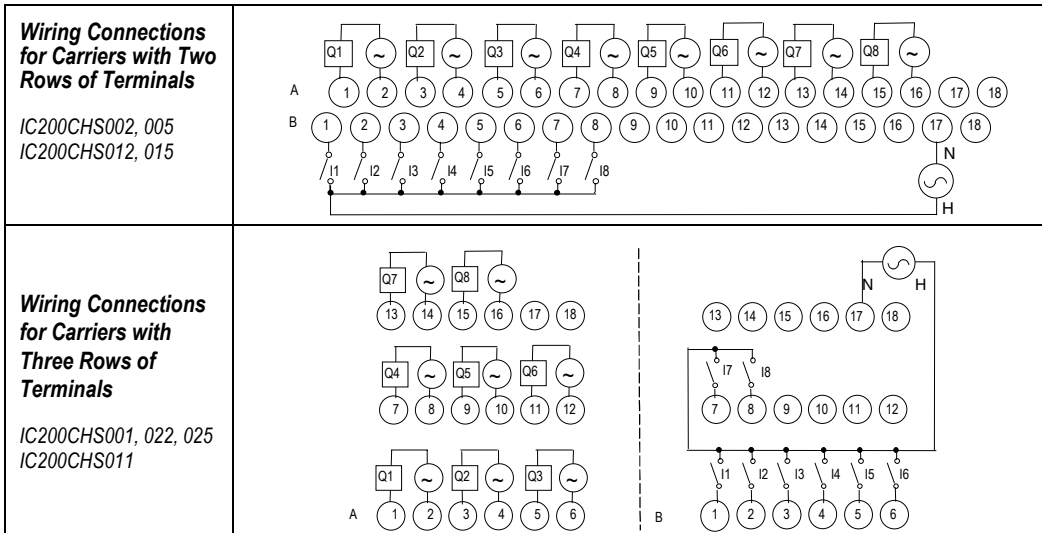 Wiring Connections
for Carriers with Two
Rows of Terminals
IC200CHS002, 005
IC200CHS012, 015
Q1 ~ Q2 ~ Q3 ~ Q4 ~ Q5 ~ Q6 ~ Q7 ~ Q8 ~
A 1 2 3 4 5 6 7 8 9 10 11 12 13 14 15 16 17 18
B 1 2 3 4 5 6 7 8 9 10 11 12 13 14 15 16 17 18
I1 I2 I3 I4 I5 I6 I7 I8
N
H
Wiring Connections
for Carriers with
Three Rows of
Terminals
IC200CHS001, 022, 025
IC200CHS011
Q7 ~ Q8 ~
13 14 15 16 17 18
Q4 ~ Q5 ~ Q6 ~
7 8 9 10 11 12
Q1 ~ Q2 ~ Q3 ~
A 1 2 3 4 5 6
N H
13 14 15 16 17 18
I7 I8
7 8 9 10 11 12
I1 I2 I3 I4 I5 I6
B 1 2 3 4 5 6